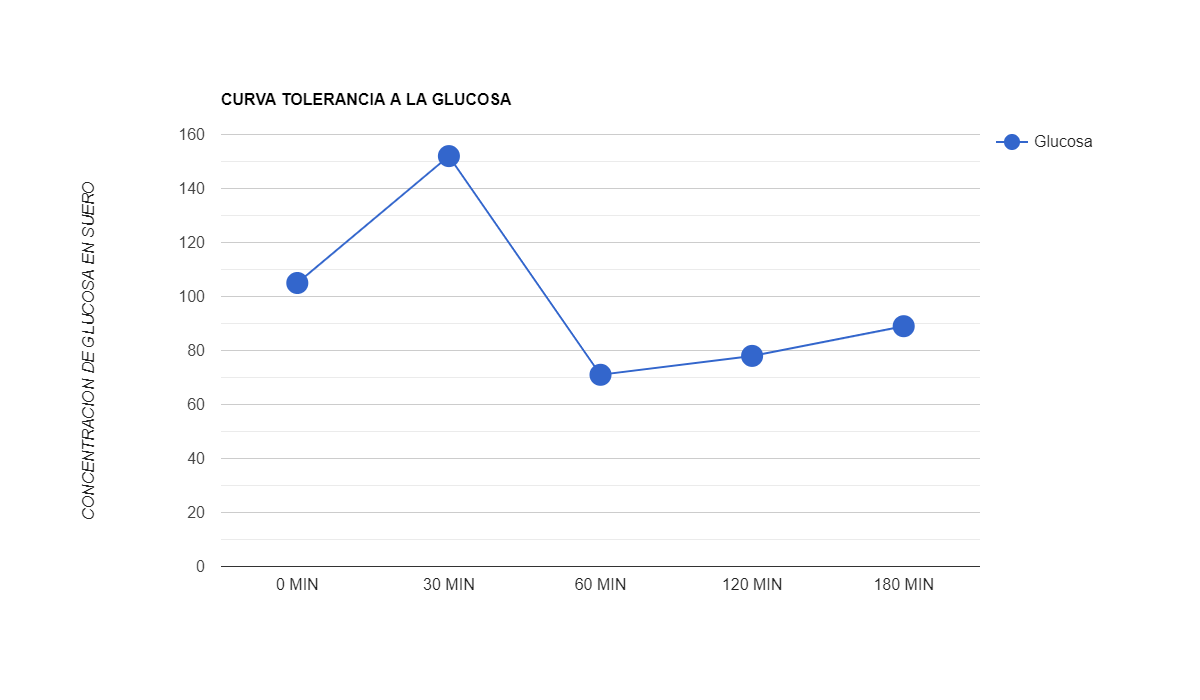 CURVA TOLERANCIA A LA GLUCOSA
CONCENTRACION DE GLUCOSA EN SUERO
160
140
120
100
80
60
40
20
0
0 MIN
30 MIN
60 MIN
120 MIN
180 MIN
Glucosa